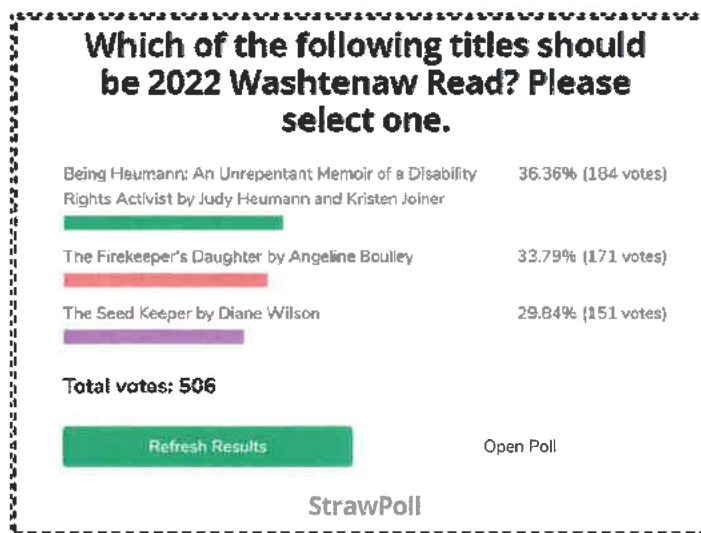 Which of the following titles should
be 2022 Washtenaw Read? Please
select one.
Being Heumann: An Unrepentant Memoir of a Disability 36.36% (184 votes)
Rights Activist by Judy Heumann and Kristen Joiner
The Firekeeper's Daughter by Angeline Boulley 33.79% (171 votes)
The Seed Keeper by Diane Wilson 29.84% (151 votes)
Total votes: 506
Refresh Results Open Poll
StrawPoll